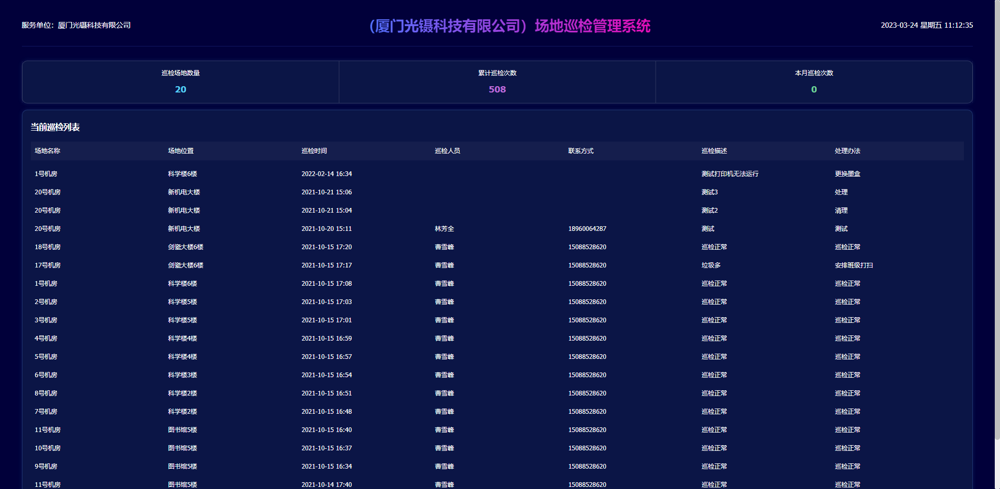 服务单位：厦门光镊科技有限公司
（厦门光镊科技有限公司）场地巡检管理系统
2023-03-24 星期五 11:12:35
巡检场地数量 累计巡检次数 本月巡检次数
20 508 0
当前巡检列表
场地名称 场地位置 巡检时间 巡检人员 联系方式 巡检描述 处理办法
1号机房 科学楼6楼 2022-02-14 16:34 测试打印机无法运行 更换墨盒
20号机房 新机电大楼 2021-10-21 15:06 测试3 处理
20号机房 新机电大楼 2021-10-21 15:04 测试2 清理
20号机房 新机电大楼 2021-10-20 15:11 林芳全 18960064287 测试 测试
18号机房 剑瓷大楼6楼 2021-10-15 17:20 曹雪峰 15088528620 巡检正常 巡检正常
17号机房 剑瓷大楼6楼 2021-10-15 17:17 曹雪峰 15088528620 垃圾多 安排班级打扫
1号机房 科学楼6楼 2021-10-15 17:08 曹雪峰 15088528620 巡检正常 巡检正常
2号机房 科学楼5楼 2021-10-15 17:03 曹雪峰 15088528620 巡检正常 巡检正常
3号机房 科学楼5楼 2021-10-15 17:01 曹雪峰 15088528620 巡检正常 巡检正常
4号机房 科学楼4楼 2021-10-15 16:59 曹雪峰 15088528620 巡检正常 巡检正常
5号机房 科学楼4楼 2021-10-15 16:57 曹雪峰 15088528620 巡检正常 巡检正常
6号机房 科学楼3楼 2021-10-15 16:54 曹雪峰 15088528620 巡检正常 巡检正常
8号机房 科学楼2楼 2021-10-15 16:51 曹雪峰 15088528620 巡检正常 巡检正常
7号机房 科学楼2楼 2021-10-15 16:48 曹雪峰 15088528620 巡检正常 巡检正常
11号机房 图书馆5楼 2021-10-15 16:40 曹雪峰 15088528620 巡检正常 巡检正常
10号机房 图书馆5楼 2021-10-15 16:37 曹雪峰 15088528620 巡检正常 巡检正常
9号机房 图书馆5楼 2021-10-15 16:34 曹雪峰 15088528620 巡检正常 巡检正常
11号机房 图书馆5楼 2021-10-14 17:40 曹雪峰 15088528620 巡检正常 巡检正常